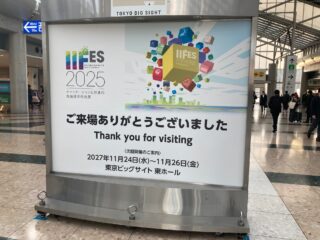 TOKYO BIG SIGHT
IIFES
2025
ご来場ありがとうございました
Thank you for visiting
〈次回開催のご案内〉
2027年11月24日(水)〜11月26日(金)
東京ビッグサイト 東ホール